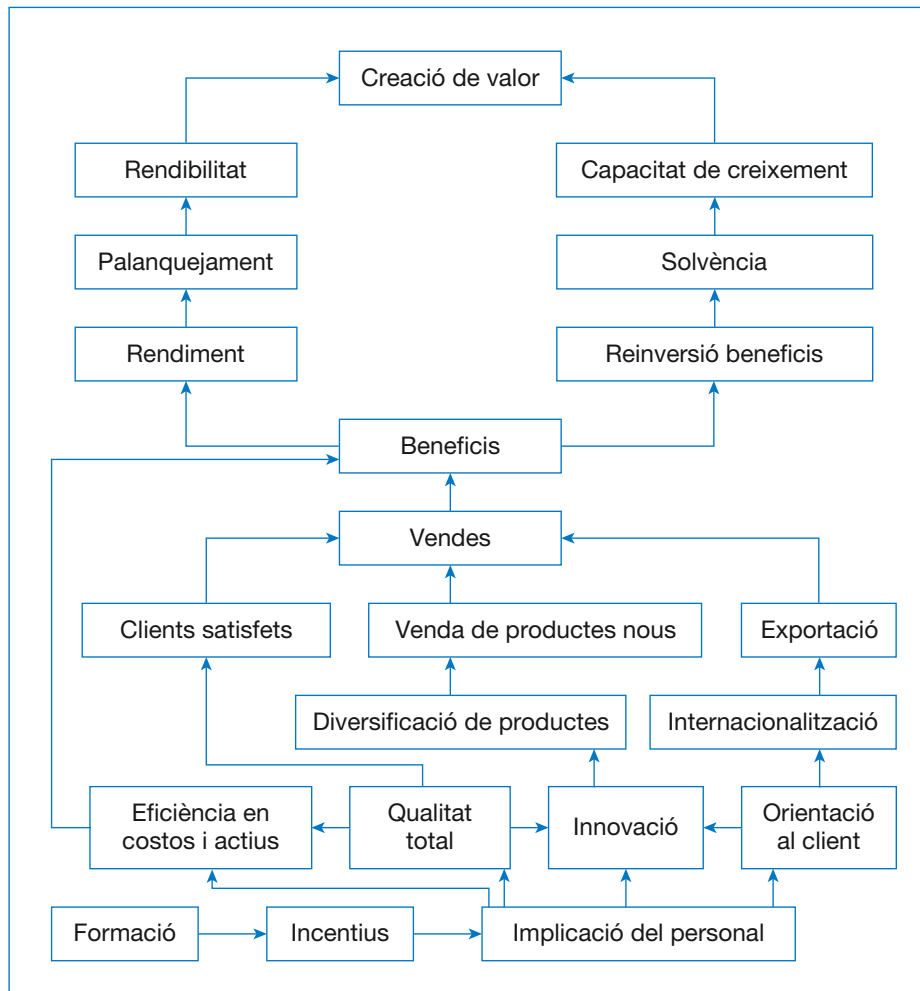 Creació de valor
Rendibilitat
Capacitat de creixement
Palanquejament
Solvència
Rendiment
Reinversió beneficis
Beneficis
Vendes
Clients satisfets
Venda de productes nous
Exportació
Diversificació de productes
Internacionalització
Eficiència en
costos i actius
Qualitat
total
Innovació
Orientació
al client
Formació
Incentius
Implicació del personal